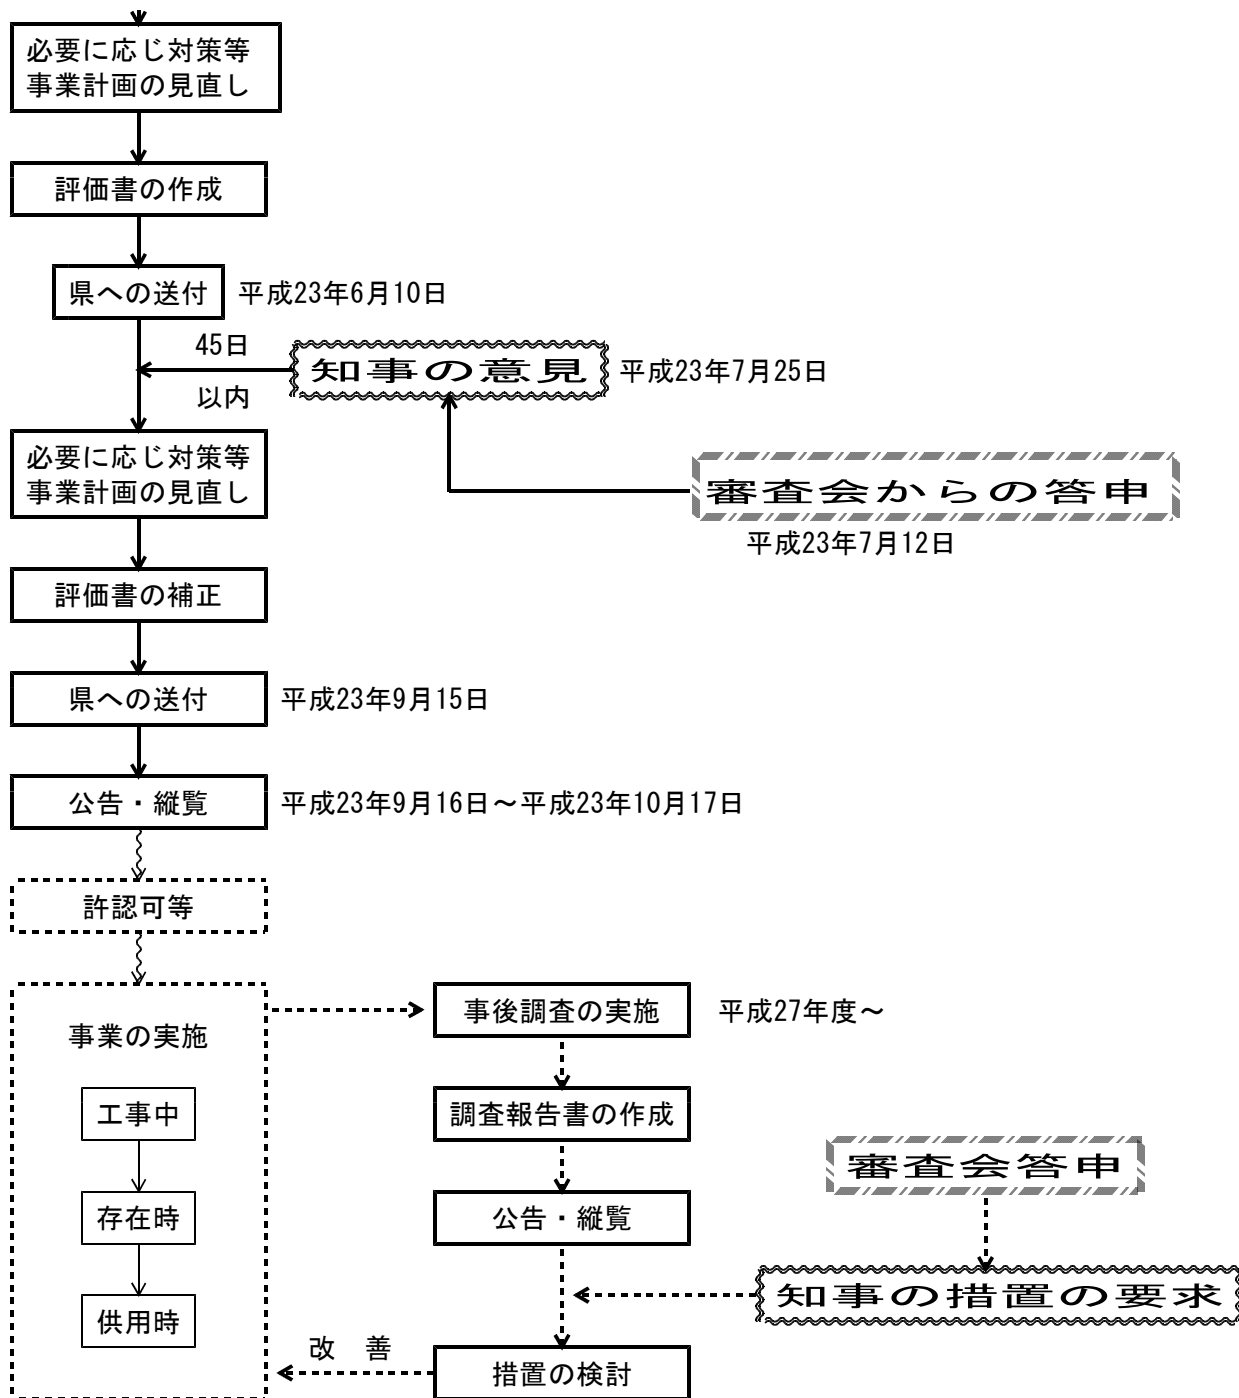 必要に応じ対策等
事業計画の見直し
評価書の作成
県への送付 平成23年6月10日
45日
以内
知事の意見 平成23年7月25日
必要に応じ対策等
事業計画の見直し
審査会からの答申
平成23年7月12日
評価書の補正
県への送付 平成23年9月15日
公告・縦覧 平成23年9月16日～平成23年10月17日
許認可等
事業の実施
工事中
存在時
供用時
事後調査の実施 平成27年度～
調査報告書の作成
公告・縦覧
審査会答申
知事の措置の要求
改 善
措置の検討